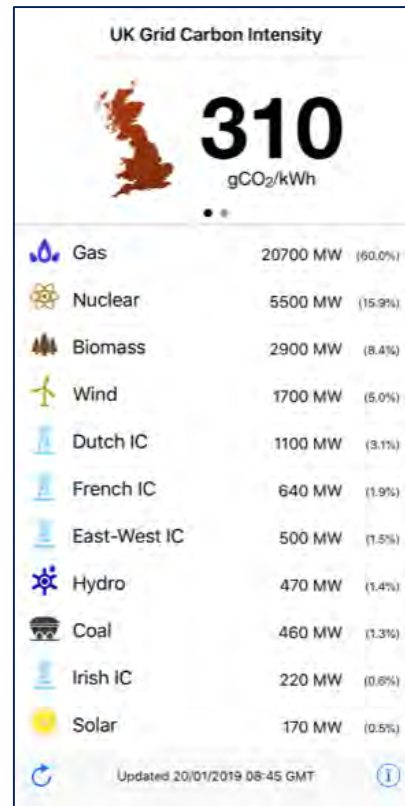 UK Grid Carbon Intensity
310
gCO₂/kWh
Gas 20700 MW (60.0%)
Nuclear 5500 MW (15.9%)
Biomass 2900 MW (8.4%)
Wind 1700 MW (5.0%)
Dutch IC 1100 MW (3.1%)
French IC 640 MW (1.9%)
East-West IC 500 MW (1.5%)
Hydro 470 MW (1.4%)
Coal 460 MW (1.3%)
Irish IC 220 MW (0.6%)
Solar 170 MW (0.5%)
Updated 20/01/2019 08:45 GMT